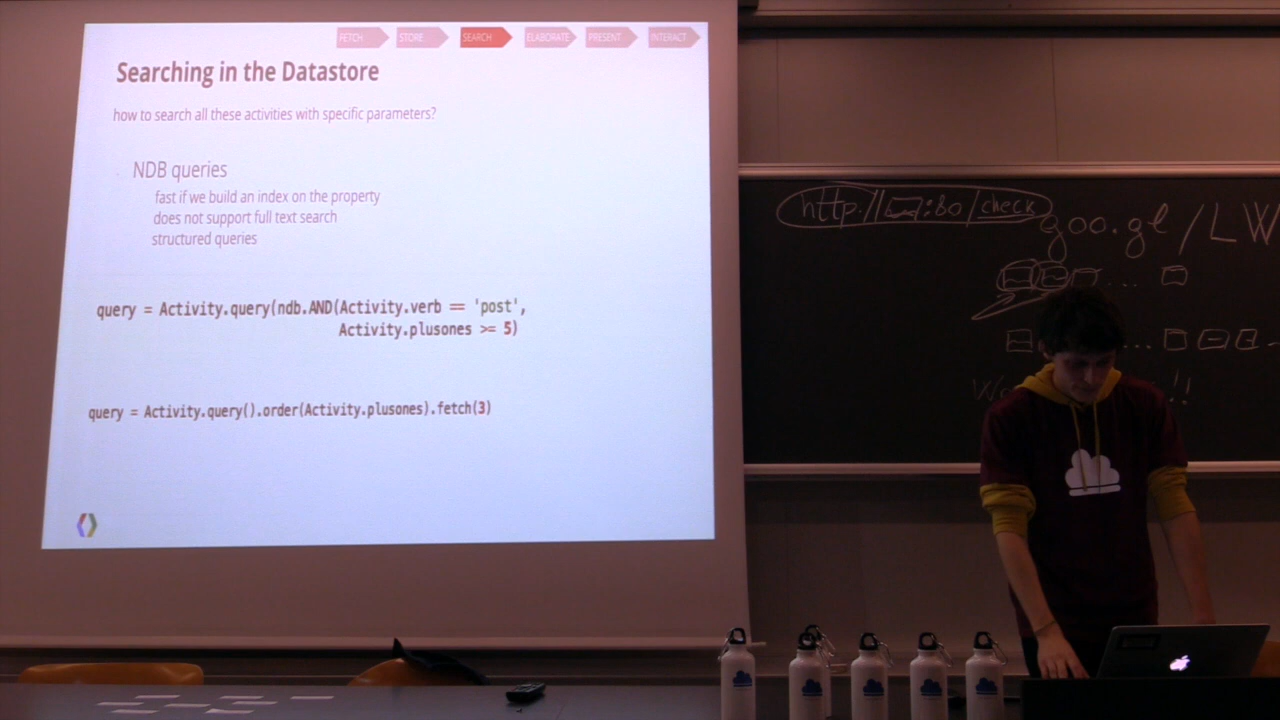 FETCH
STORE
SEARCH
ELABORATE
PRESENT
INTERACT
Searching in the Datastore
how to search all these activities with specific parameters?
NDB queries
fast if we build an index on the property
does not support full text search
structured queries
query = Activity.query(ndb.AND(Activity.verb == 'post',
Activity.plusones >= 5)
query = Activity.query().order(Activity.plusones).fetch(3)
http:// :80/check
goo.gl/LW
... 
...
!!